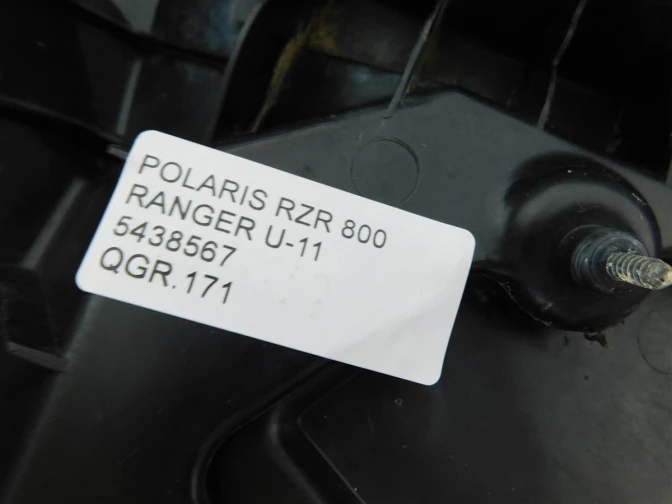 POLARIS RZR 800
RANGER U-11
5438567
QGR.171